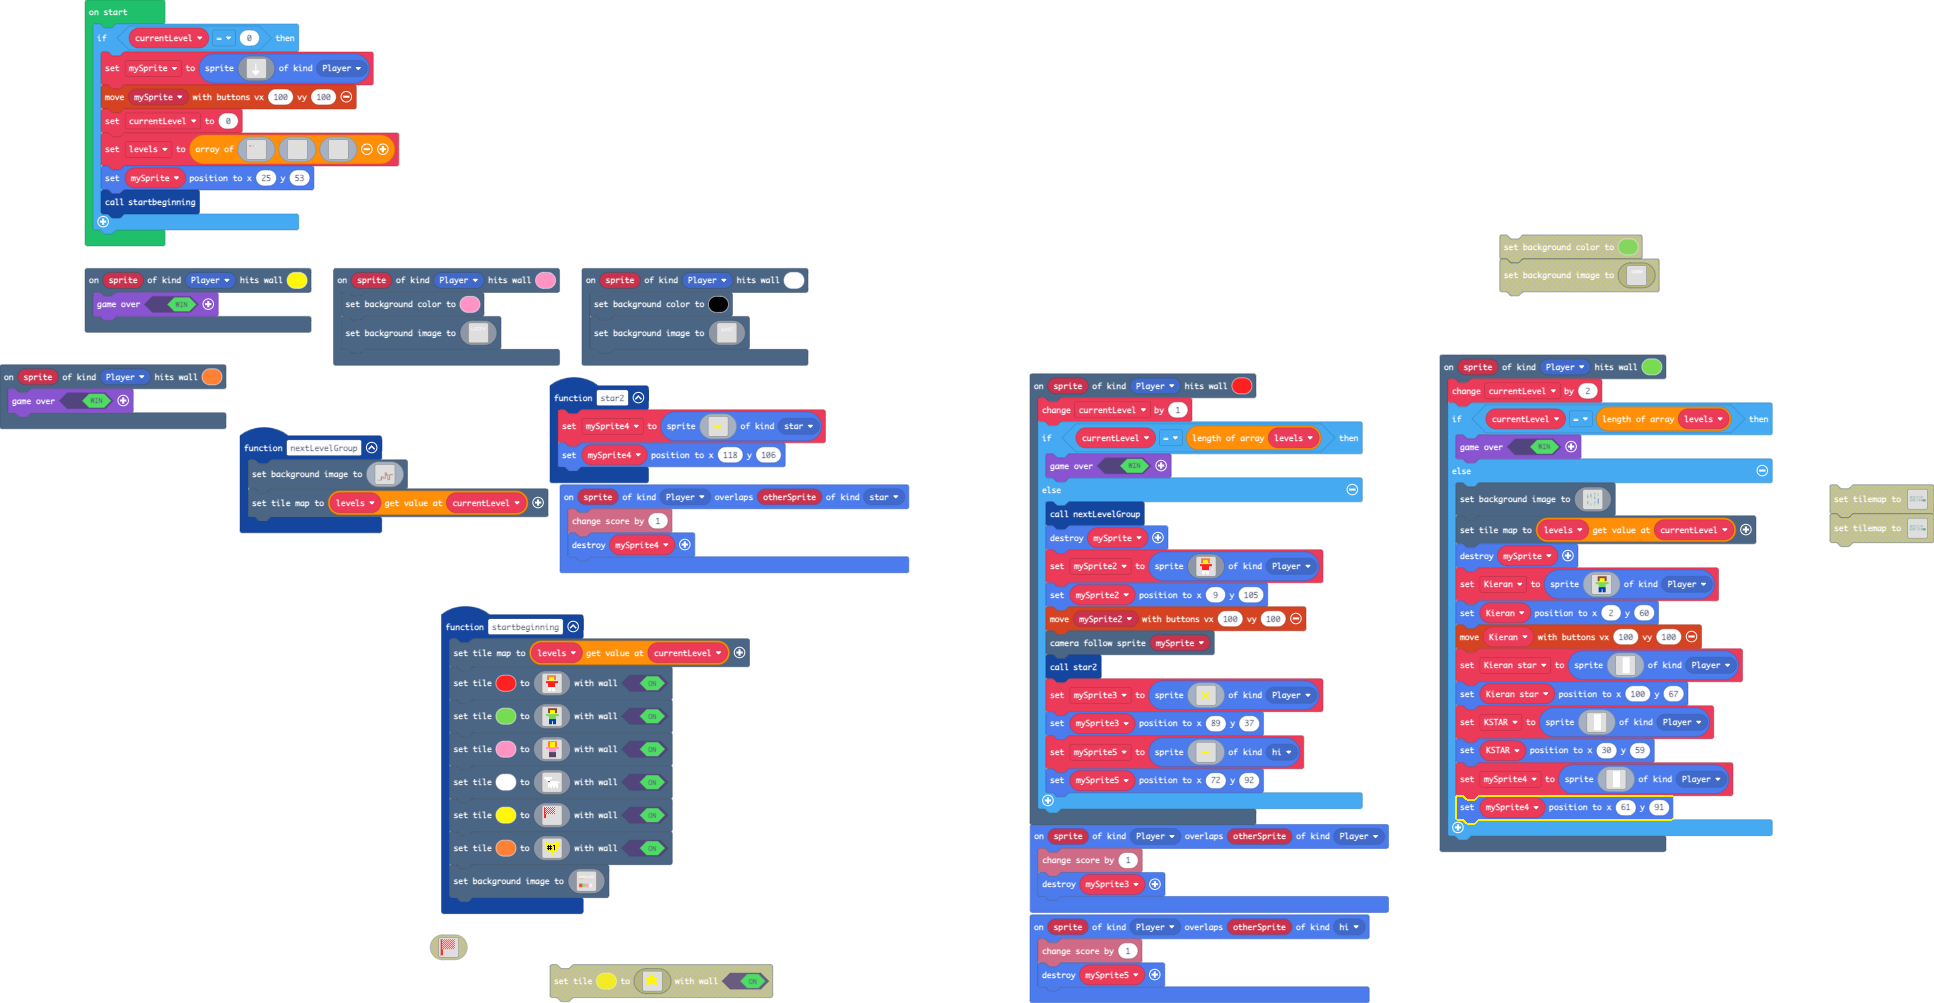 on start
if currentLevel = 0 then
set mySprite to sprite of kind Player
move mySprite with buttons vx 100 vy 100
set currentLevel to 0
set levels to array of
set mySprite position to x 25 y 53
call startbeginning
on sprite of kind Player hits wall
game over WIN
on sprite of kind Player hits wall
set background color to
set background image to
on sprite of kind Player hits wall
set background color to
set background image to
on sprite of kind Player hits wall
game over WIN
function nextLevelGroup
set background image to
set tile map to levels get value at currentLevel
function star2
set mySprite4 to sprite of kind star
set mySprite4 position to x 118 y 106
on sprite of kind Player overlaps otherSprite of kind star
change score by 1
destroy mySprite4
function startbeginning
set tile map to levels get value at currentLevel
set tile to with wall ON
set tile to with wall ON
set tile to with wall ON
set tile to with wall ON
set tile to with wall ON
set tile to #1 with wall ON
set background image to
set tile to with wall ON
on sprite of kind Player hits wall
change currentLevel by 1
if currentLevel = length of array levels then
game over WIN
else
call nextLevelGroup
destroy mySprite
set mySprite2 to sprite of kind Player
set mySprite2 position to x 9 y 105
move mySprite2 with buttons vx 100 vy 100
camera follow sprite mySprite
call star2
set mySprite3 to sprite of kind Player
set mySprite3 position to x 89 y 37
set mySprite5 to sprite of kind hi
set mySprite5 position to x 72 y 92
on sprite of kind Player overlaps otherSprite of kind Player
change score by 1
destroy mySprite3
on sprite of kind Player overlaps otherSprite of kind hi
change score by 1
destroy mySprite5
set background color to
set background image to
on sprite of kind Player hits wall
change currentLevel by 2
if currentLevel = length of array levels then
game over WIN
else
set background image to
set tile map to levels get value at currentLevel
destroy mySprite
set Kieran to sprite of kind Player
set Kieran position to x 2 y 60
move Kieran with buttons vx 100 vy 100
set Kieran star to sprite of kind Player
set Kieran star position to x 100 y 67
set KSTAR to sprite of kind Player
set KSTAR position to x 30 y 59
set mySprite4 to sprite of kind Player
set mySprite4 position to x 61 y 91
set tilemap to
set tilemap to